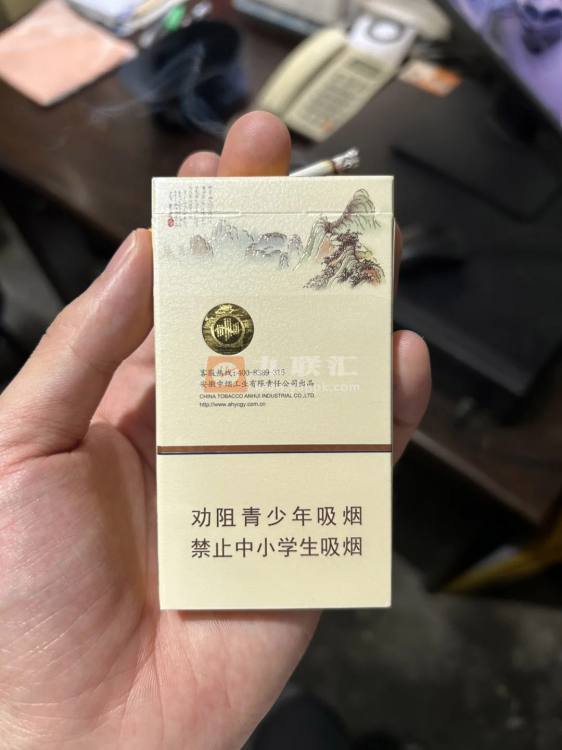 客服热线:400-8889-315
安徽中烟工业有限责任公司出品
CHINA TOBACCO ANHUI INDUSTRIAL CO.,LTD.
http://www.ahycgy.com.cn
劝阻青少年吸烟
禁止中小学生吸烟